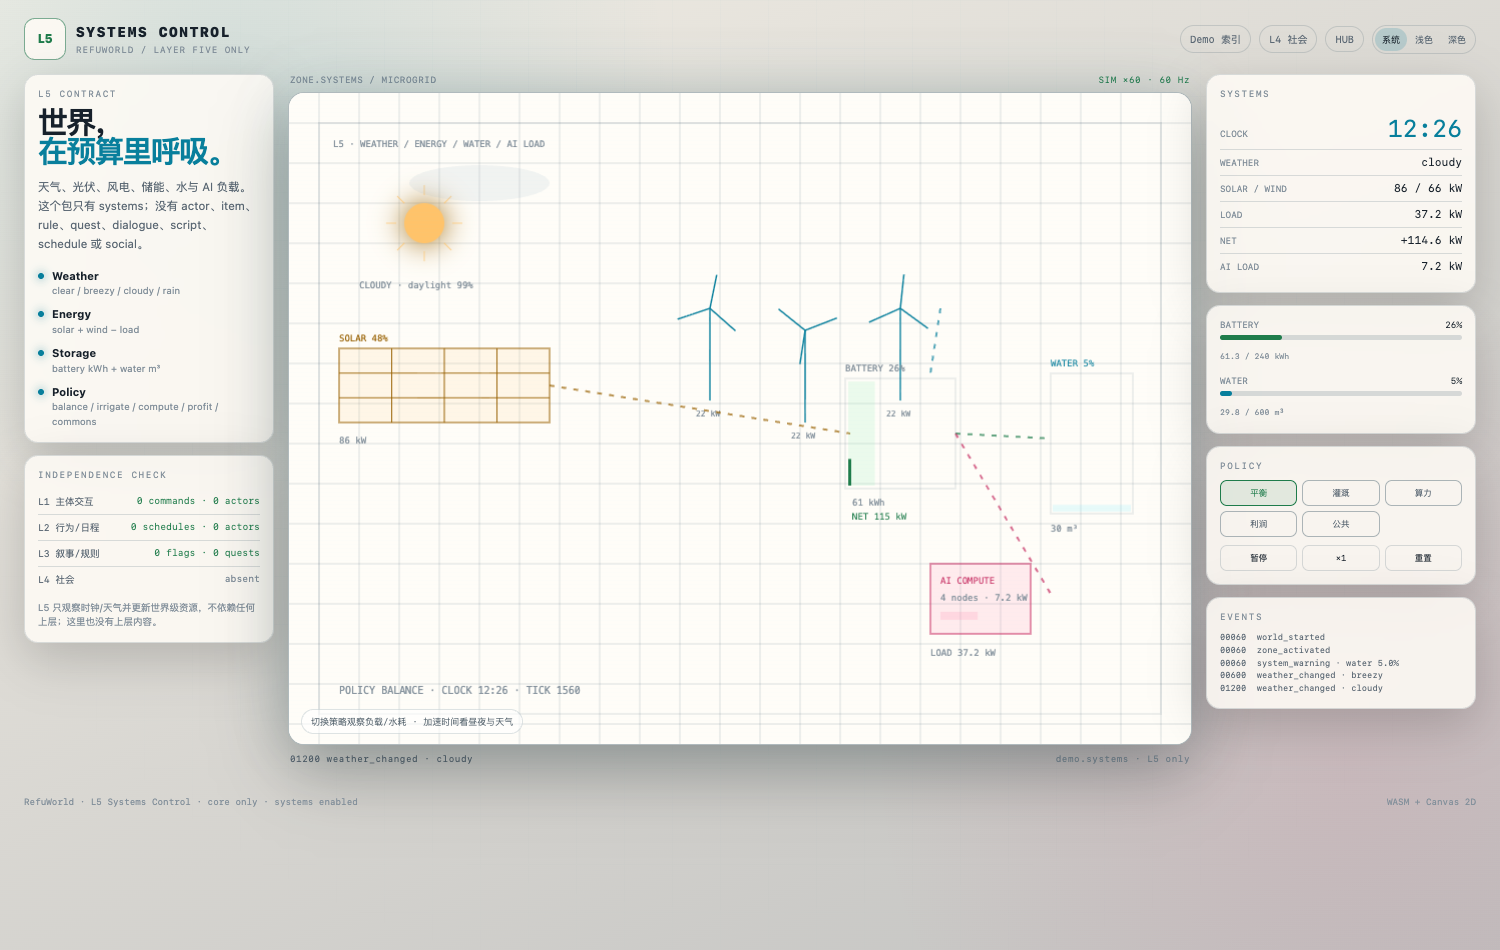 L5
SYSTEMS CONTROL
REFUWORLD / LAYER FIVE ONLY
Demo 索引
L4 社会
HUB
系统
浅色
深色
L5 CONTRACT
世界,
在预算里呼吸。
天气、光伏、风电、储能、水与 AI 负载。
这个包只有 systems；没有 actor、item、
rule、quest、dialogue、script、
schedule 或 social。
Weather
clear / breezy / cloudy / rain
Energy
solar + wind − load
Storage
battery kWh + water m³
Policy
balance / irrigate / compute / profit /
commons
INDEPENDENCE CHECK
L1 主体交互 0 commands · 0 actors
L2 行为/日程 0 schedules · 0 actors
L3 叙事/规则 0 flags · 0 quests
L4 社会 absent
L5 只观察时钟/天气并更新世界级资源，不依赖任何
上层；这里也没有上层内容。
ZONE.SYSTEMS / MICROGRID
SIM ×60 · 60 Hz
L5 · WEATHER / ENERGY / WATER / AI LOAD
CLOUDY · daylight 99%
SOLAR 48%
86 kW
22 kW
22 kW
22 kW
BATTERY 26%
61 kWh
NET 115 kW
WATER 5%
30 m³
AI COMPUTE
4 nodes · 7.2 kW
LOAD 37.2 kW
POLICY BALANCE · CLOCK 12:26 · TICK 1560
切换策略观察负载/水耗 · 加速时间看昼夜与天气
01200 weather_changed · cloudy
demo.systems · L5 only
SYSTEMS
CLOCK 12:26
WEATHER cloudy
SOLAR / WIND 86 / 66 kW
LOAD 37.2 kW
NET +114.6 kW
AI LOAD 7.2 kW
BATTERY 26%
61.3 / 240 kWh
WATER 5%
29.8 / 600 m³
POLICY
平衡 灌溉 算力
利润 公共
暂停 ×1 重置
EVENTS
00060 world_started
00060 zone_activated
00060 system_warning · water 5.0%
00600 weather_changed · breezy
01200 weather_changed · cloudy
RefuWorld · L5 Systems Control · core only · systems enabled
WASM + Canvas 2D